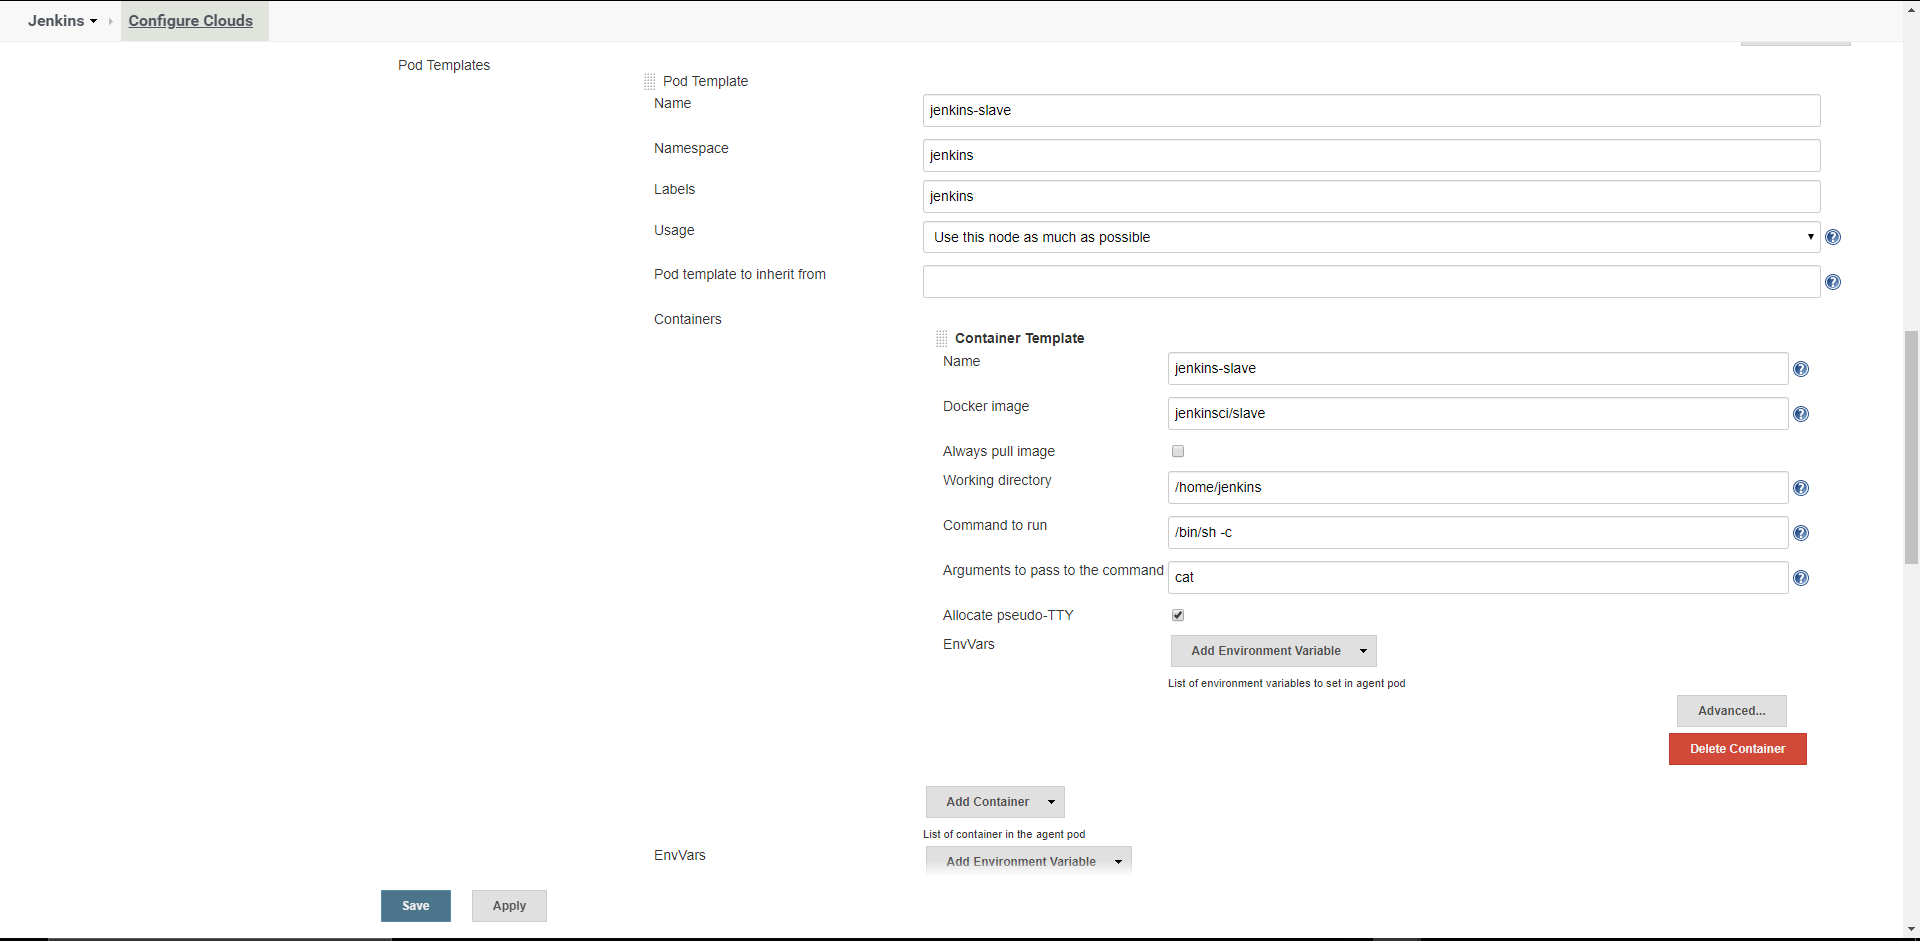 Jenkins
Configure Clouds
Pod Templates
Pod Template
Name
jenkins-slave
Namespace
jenkins
Labels
jenkins
Usage
Use this node as much as possible
Pod template to inherit from
Containers
Container Template
Name
jenkins-slave
Docker image
jenkinsci/slave
Always pull image
Working directory
/home/jenkins
Command to run
/bin/sh -c
Arguments to pass to the command
cat
Allocate pseudo-TTY
EnvVars
Add Environment Variable
List of environment variables to set in agent pod
Advanced...
Delete Container
Add Container
List of container in the agent pod
EnvVars
Add Environment Variable
Save
Apply